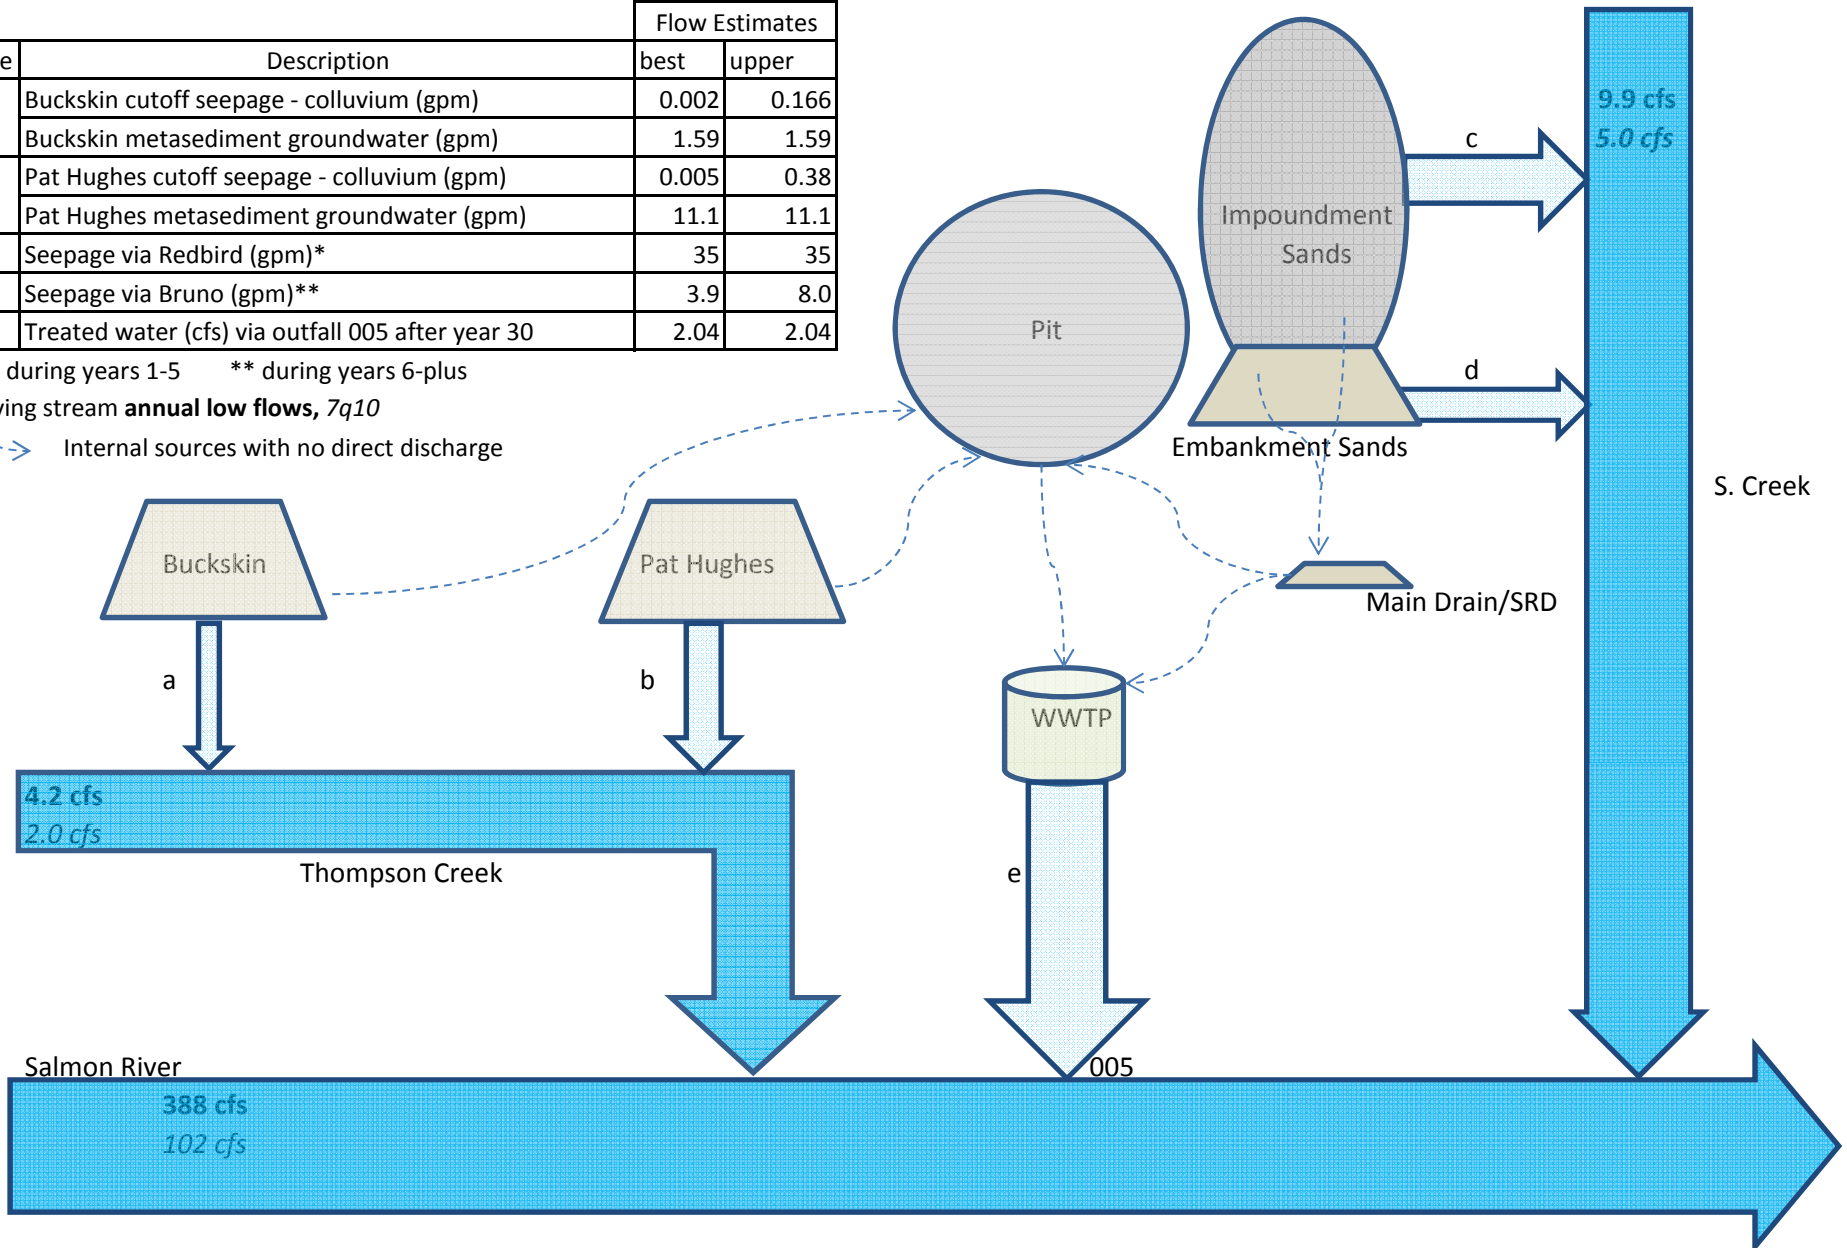 Flow Estimates
e Description best upper
Buckskin cutoff seepage - colluvium (gpm) 0.002 0.166
Buckskin metasediment groundwater (gpm) 1.59 1.59
Pat Hughes cutoff seepage - colluvium (gpm) 0.005 0.38
Pat Hughes metasediment groundwater (gpm) 11.1 11.1
Seepage via Redbird (gpm)* 35 35
Seepage via Bruno (gpm)** 3.9 8.0
Treated water (cfs) via outfall 005 after year 30 2.04 2.04
during years 1-5 ** during years 6-plus
ving stream annual low flows, 7q10
Internal sources with no direct discharge
9.9 cfs
5.0 cfs
c
Impoundment
Sands
Pit
d
Embankment Sands
S. Creek
Buckskin
Pat Hughes
Main Drain/SRD
a
b
WWTP
4.2 cfs
2.0 cfs
Thompson Creek
e
Salmon River
005
388 cfs
102 cfs